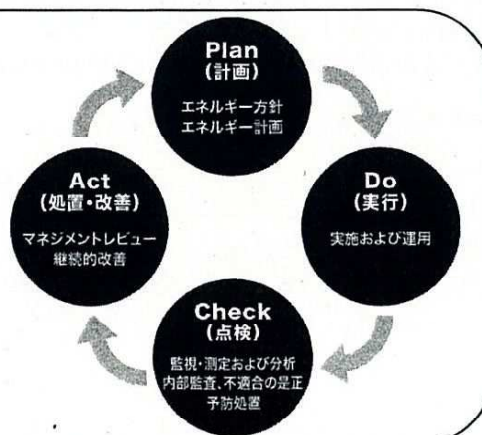 Plan
(計画)
エネルギー方針
エネルギー計画
Do
(実行)
実施および運用
Check
(点検)
監視・測定および分析
内部監査、不適合の是正
予防処置
Act
(処置・改善)
マネジメントレビュー
継続的改善